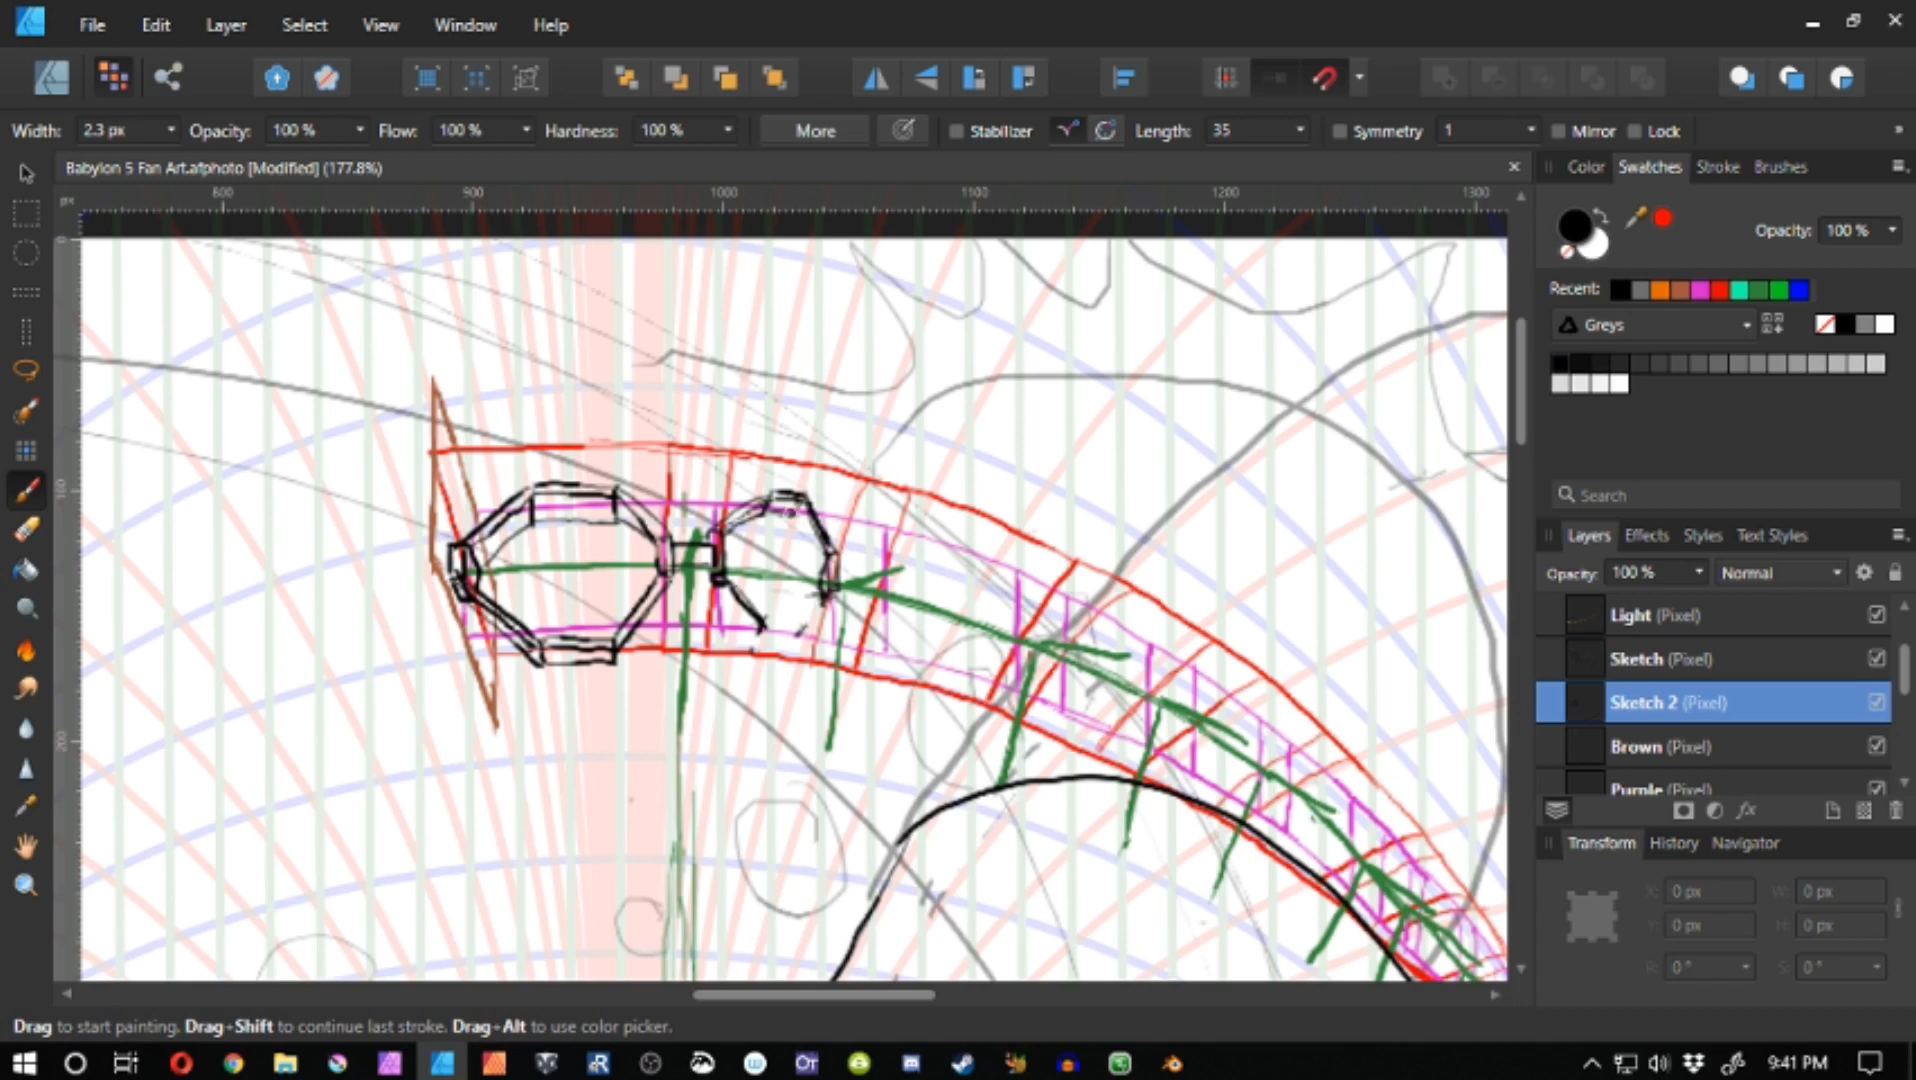 File Edit Layer Select View Window Help
Width: 2.3 px Opacity: 100 % Flow: 100 % Hardness: 100 % More Stabilizer Length: 35 Symmetry 1 Mirror Lock
Babylon 5 Fan Art.afphoto [Modified] (177.8%)
px 800 900 1000 1100 1200 1300
0
100
200
Color Swatches Stroke Brushes
Opacity: 100 %
Recent:
Greys
Search
Layers Effects Styles Text Styles
Opacity: 100 % Normal
Light (Pixel)
Sketch (Pixel)
Sketch 2 (Pixel)
Brown (Pixel)
Purple (Pixel)
fx
Transform History Navigator
X: 0 px W: 0 px
Y: 0 px H: 0 px
R: 0 ° S: 0 °
Drag to start painting. Drag+Shift to continue last stroke. Drag+Alt to use color picker.
9:41 PM